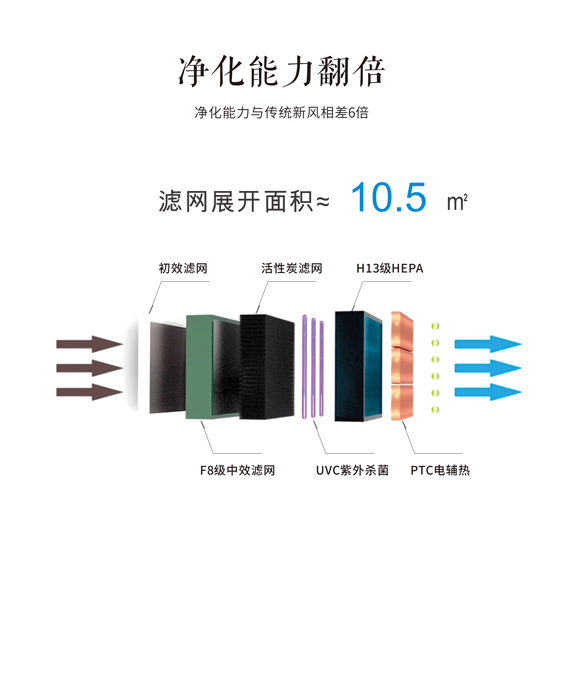 净化能力翻倍
净化能力与传统新风相差6倍
滤网展开面积≈ 10.5 m²
初效滤网 活性炭滤网 H13级HEPA
F8级中效滤网 UVC紫外杀菌 PTC电辅热